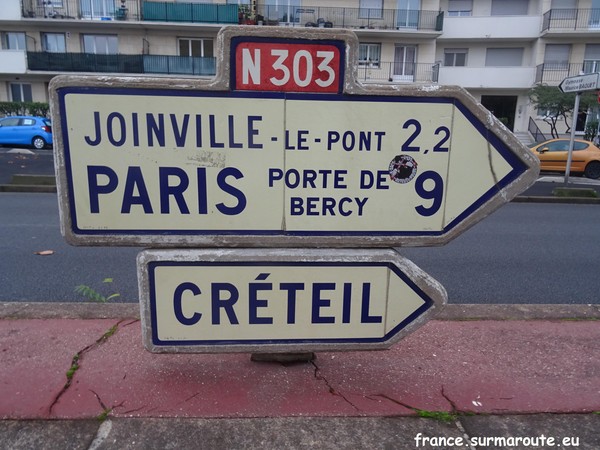 N 303
JOINVILLE-LE-PONT 2,2
PARIS PORTE DE BERCY 9
CRÉTEIL
france.surmaroute.eu